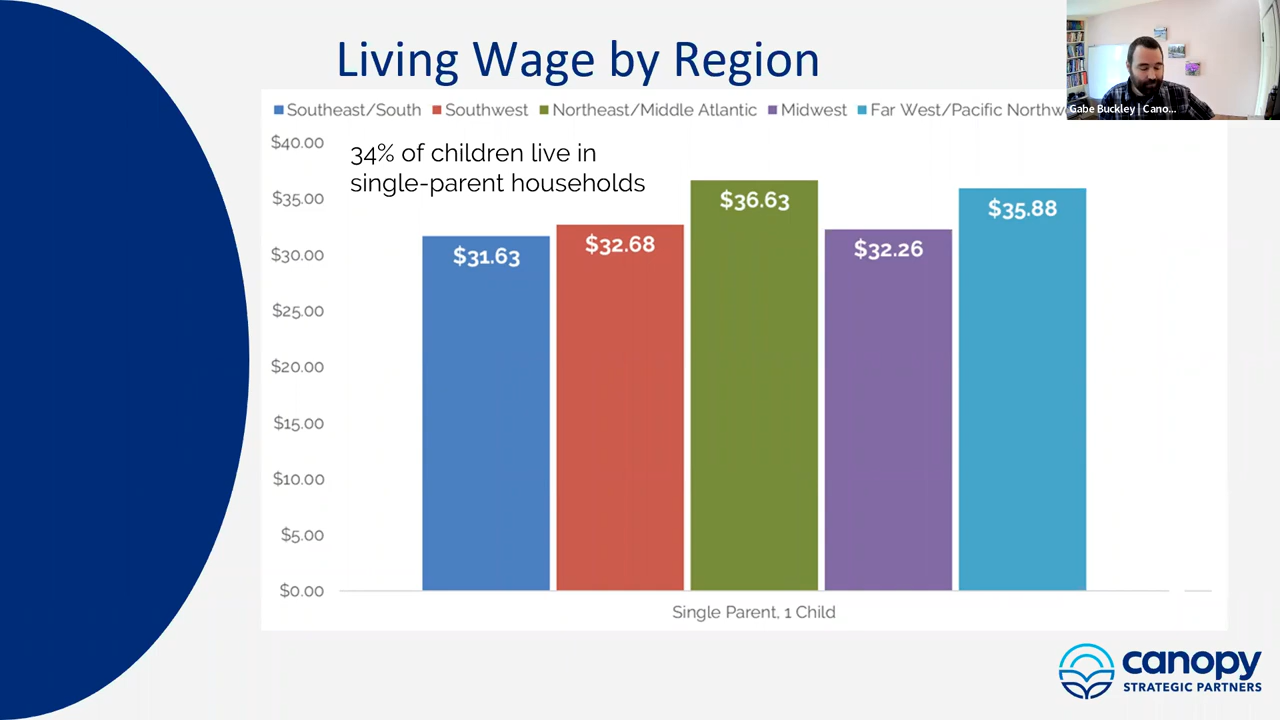 Living Wage by Region
Southeast/South Southwest Northeast/Middle Atlantic Midwest Far West/Pacific
Gabe Buckley | Cano...
$40.00
34% of children live in
single-parent households
$35.00
$30.00
$25.00
$20.00
$15.00
$10.00
$5.00
$0.00
$31.63
$32.68
$36.63
$32.26
$35.88
Single Parent, 1 Child
canopy
STRATEGIC PARTNERS